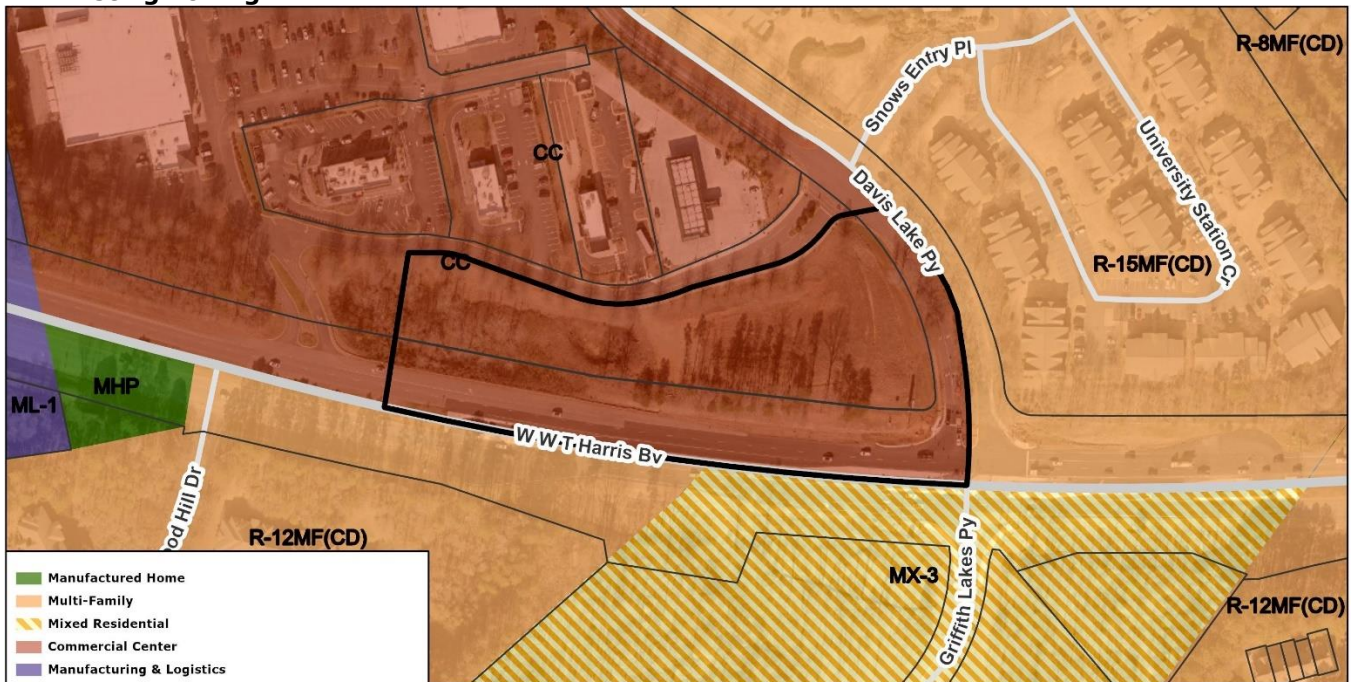 R-8MF(CD)
Snows Entry Pl
University Station Cr
CC
Davis Lake Py
CC
R-15MF(CD)
MHP
ML-1
W W T Harris Bv
Hill Dr
R-12MF(CD)
MX-3
Griffith Lakes Py
R-12MF(CD)
Manufactured Home
Multi-Family
Mixed Residential
Commercial Center
Manufacturing & Logistics